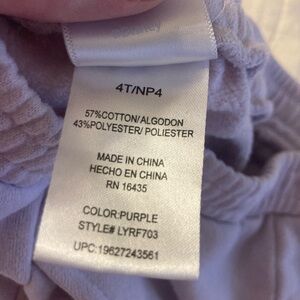 4T/NP4
57%COTTON/ALGODON
43%POLYESTER/ POLIESTER
MADE IN CHINA
HECHO EN CHINA
RN 16435
COLOR:PURPLE
STYLE# LYRF703
UPC:19627243561